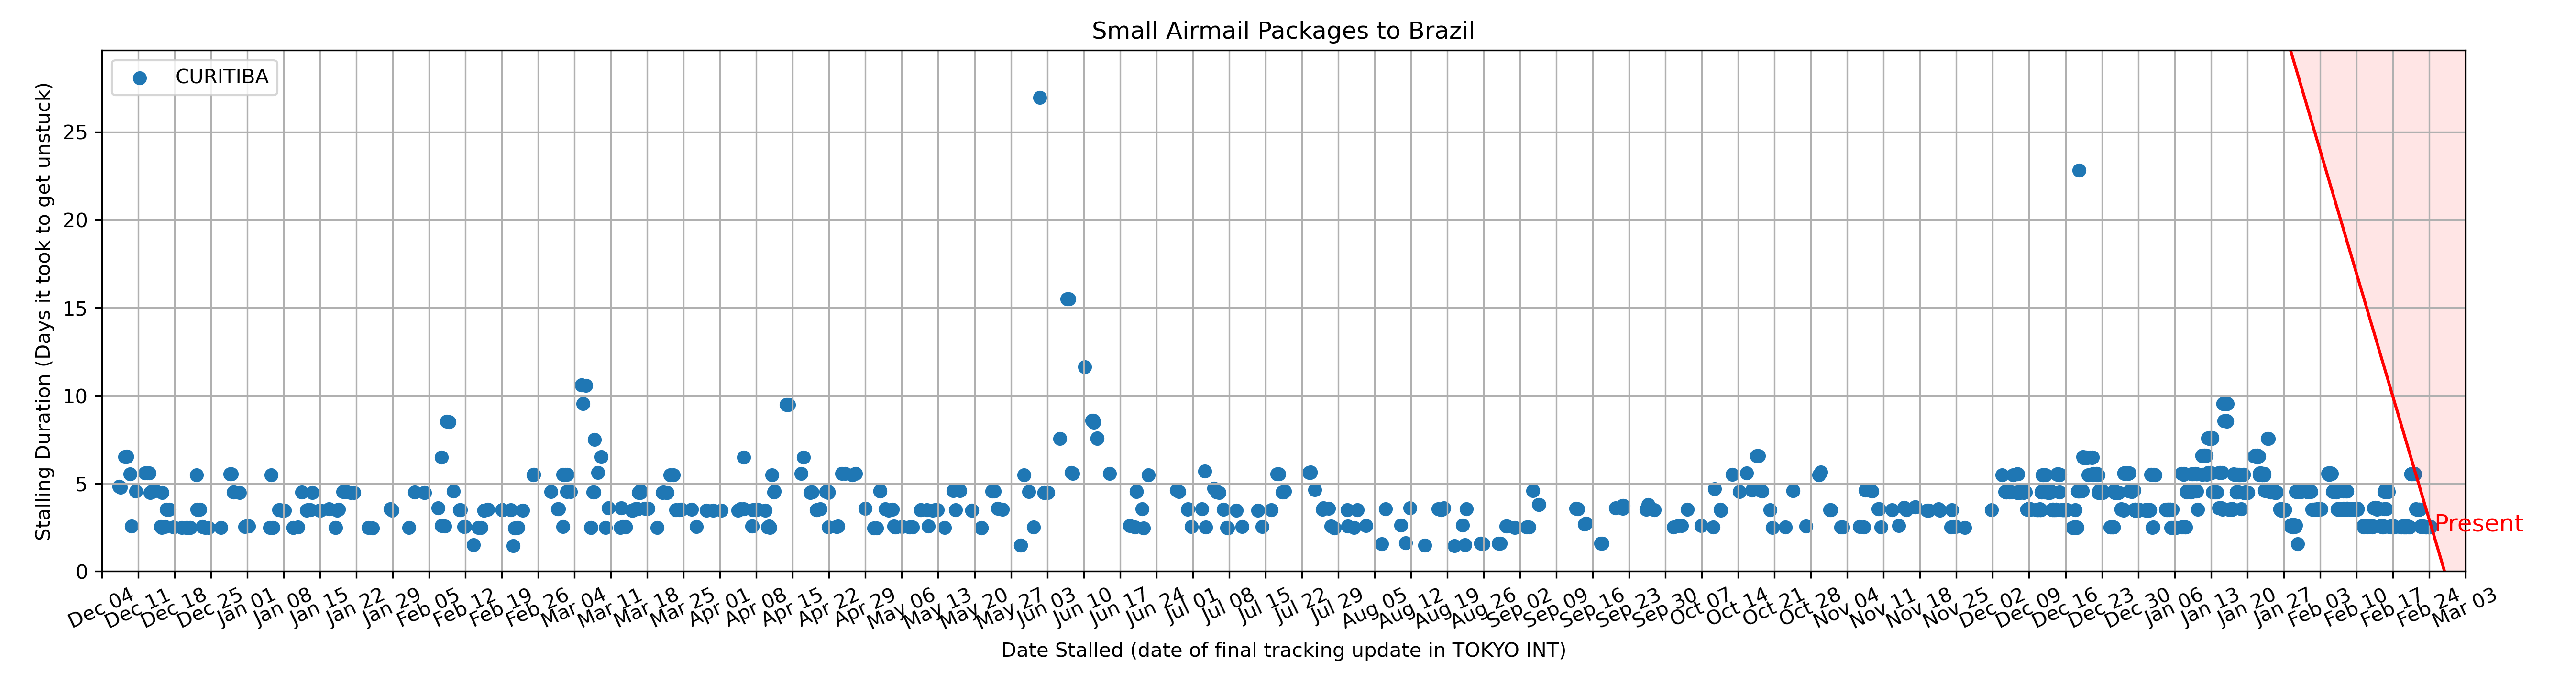 Small Airmail Packages to Brazil
CURITIBA
Stalling Duration (Days it took to get unstuck)
25
20
15
10
5
0
Present
Dec 04 Dec 11 Dec 18 Dec 25 Jan 01 Jan 08 Jan 15 Jan 22 Jan 29 Feb 05 Feb 12 Feb 19 Feb 26 Mar 04 Mar 11 Mar 18 Mar 25 Apr 01 Apr 08 Apr 15 Apr 22 Apr 29 May 06 May 13 May 20 May 27 Jun 03 Jun 10 Jun 17 Jun 24 Jul 01 Jul 08 Jul 15 Jul 22 Jul 29 Aug 05 Aug 12 Aug 19 Aug 26 Sep 02 Sep 09 Sep 16 Sep 23 Sep 30 Oct 07 Oct 14 Oct 21 Oct 28 Nov 04 Nov 11 Nov 18 Nov 25 Dec 02 Dec 09 Dec 16 Dec 23 Dec 30 Jan 06 Jan 13 Jan 20 Jan 27 Feb 03 Feb 10 Feb 17 Feb 24 Mar 03
Date Stalled (date of final tracking update in TOKYO INT)